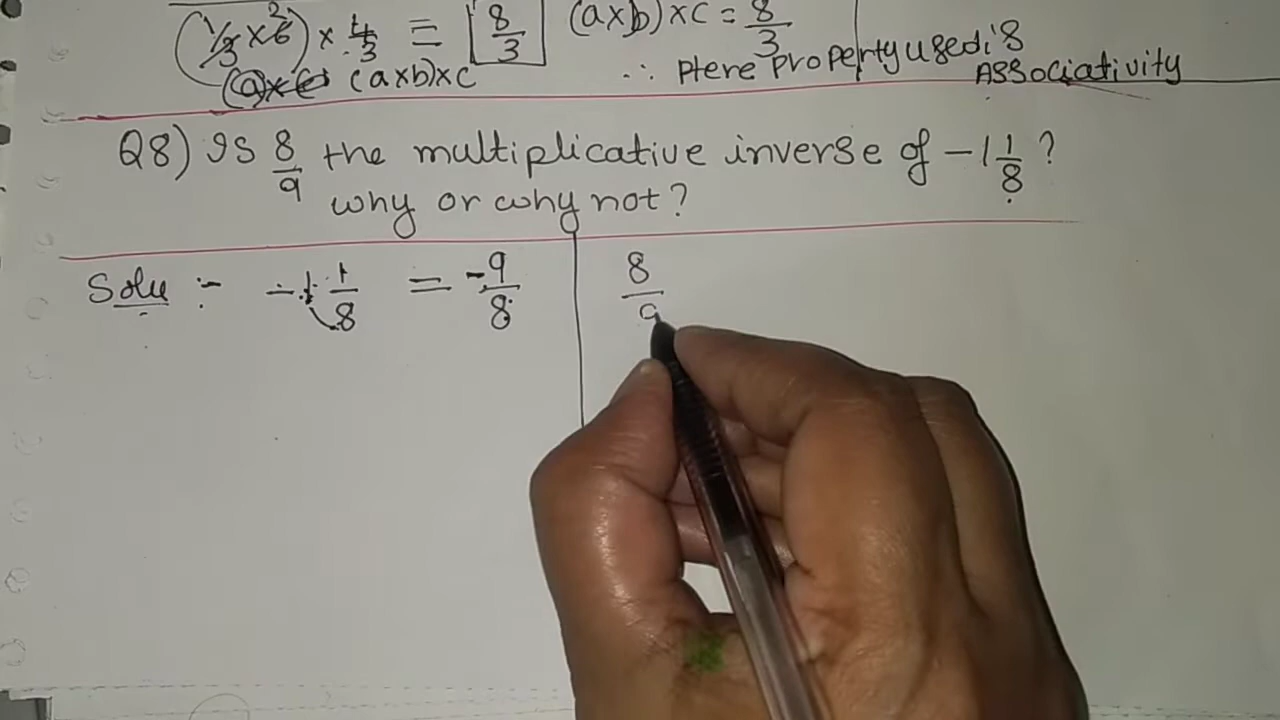 (1/3 x 6) x 4/3 = 8/3 (a x b) x c = 8/3
(a x b) x c ∴ Here Property used is
Associativity
Q8) Is 8/9 the multiplicative inverse of -1 1/8 ?
why or why not?
Solu :- -1 1/8 = -9/8 8/9